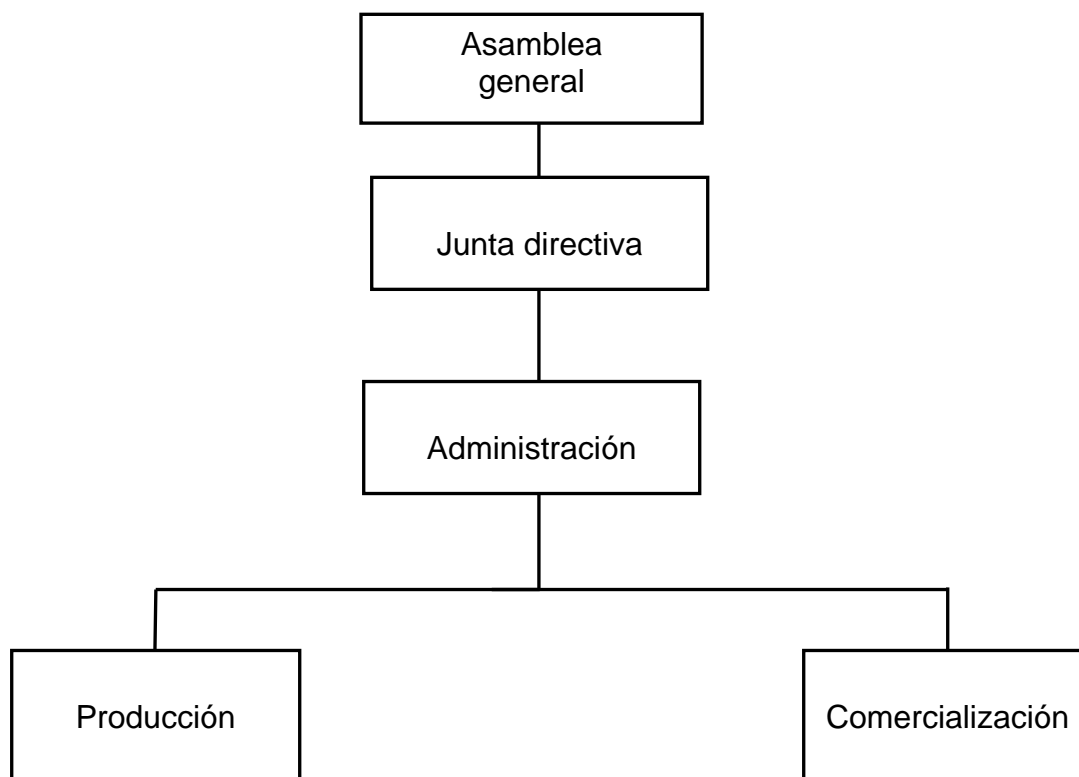 Asamblea
general
Junta directiva
Administración
Producción
Comercialización